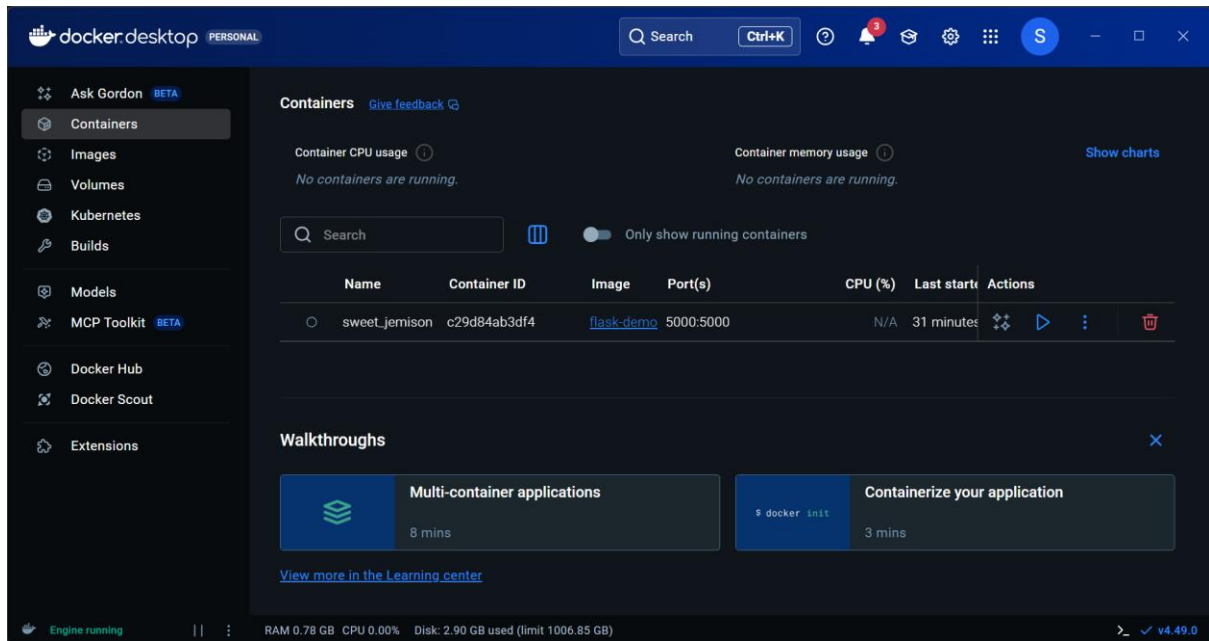 docker.desktop PERSONAL
Search Ctrl+K 3 S
Ask Gordon BETA
Containers
Images
Volumes
Kubernetes
Builds
Models
MCP Toolkit BETA
Docker Hub
Docker Scout
Extensions
Containers Give feedback
Container CPU usage
No containers are running.
Container memory usage
No containers are running.
Show charts
Search
Only show running containers
Name Container ID Image Port(s) CPU (%) Last starte Actions
sweet_jemison c29d84ab3df4 flask-demo 5000:5000 N/A 31 minutes
Walkthroughs
Multi-container applications
8 mins
$ docker init
Containerize your application
3 mins
View more in the Learning center
Engine running RAM 0.78 GB CPU 0.00% Disk: 2.90 GB used (limit 1006.85 GB) v4.49.0